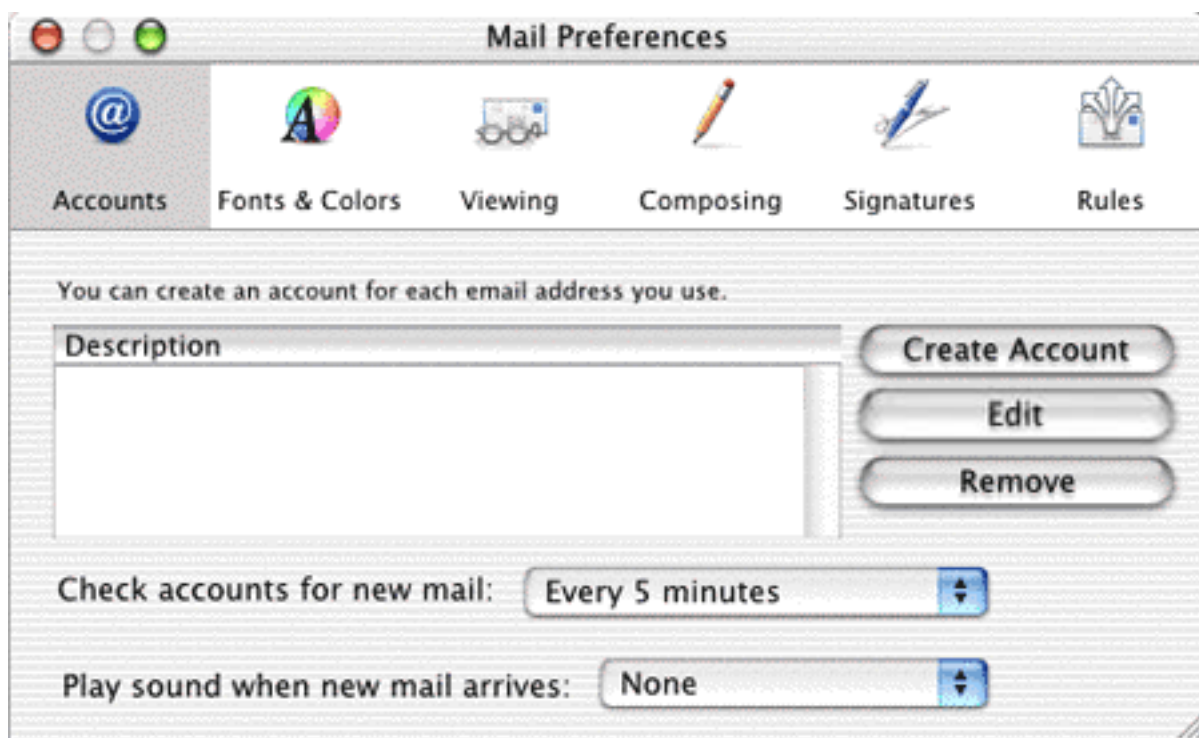 Mail Preferences
@
A
Accounts
Fonts & Colors
Viewing
Composing
Signatures
Rules
You can create an account for each email address you use.
Description
Create Account
Edit
Remove
Check accounts for new mail: Every 5 minutes
Play sound when new mail arrives: None